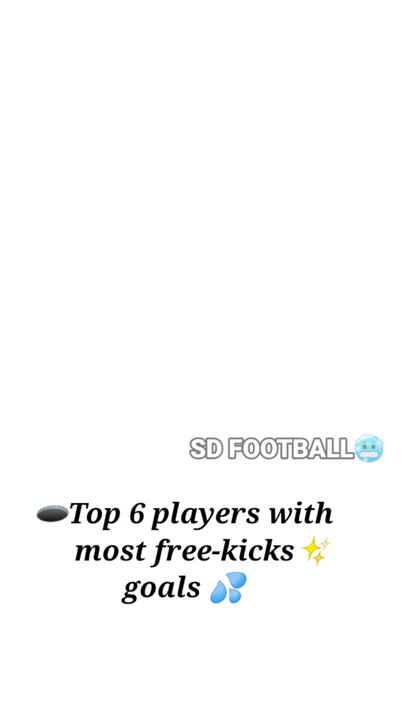 SD FOOTBALL🥶
🕳️Top 6 players with
most free-kicks✨
goals 💦